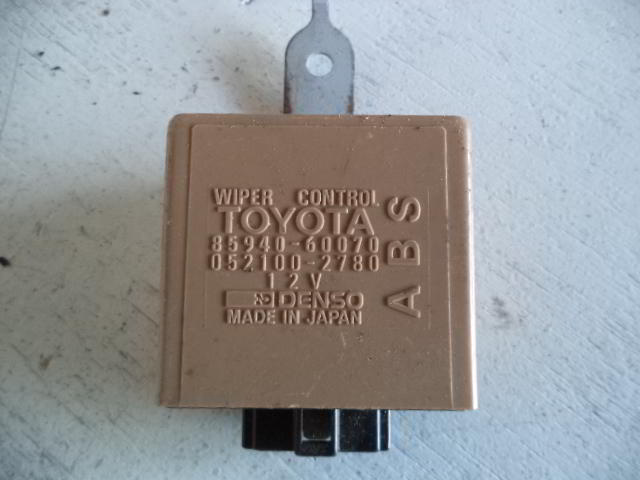 WIPER CONTROL
TOYOTA
85940-60070
052100-2780
12V
DENSO
MADE IN JAPAN
ABS